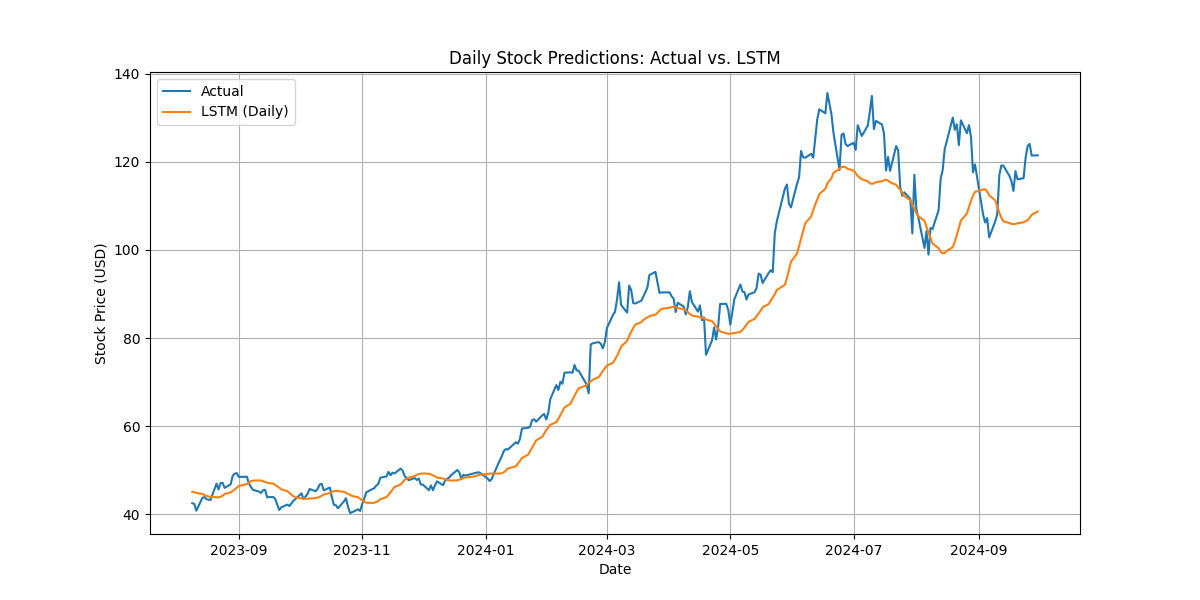 Daily Stock Predictions: Actual vs. LSTM
Actual
LSTM (Daily)
Stock Price (USD)
140
120
100
80
60
40
2023-09 2023-11 2024-01 2024-03 2024-05 2024-07 2024-09
Date